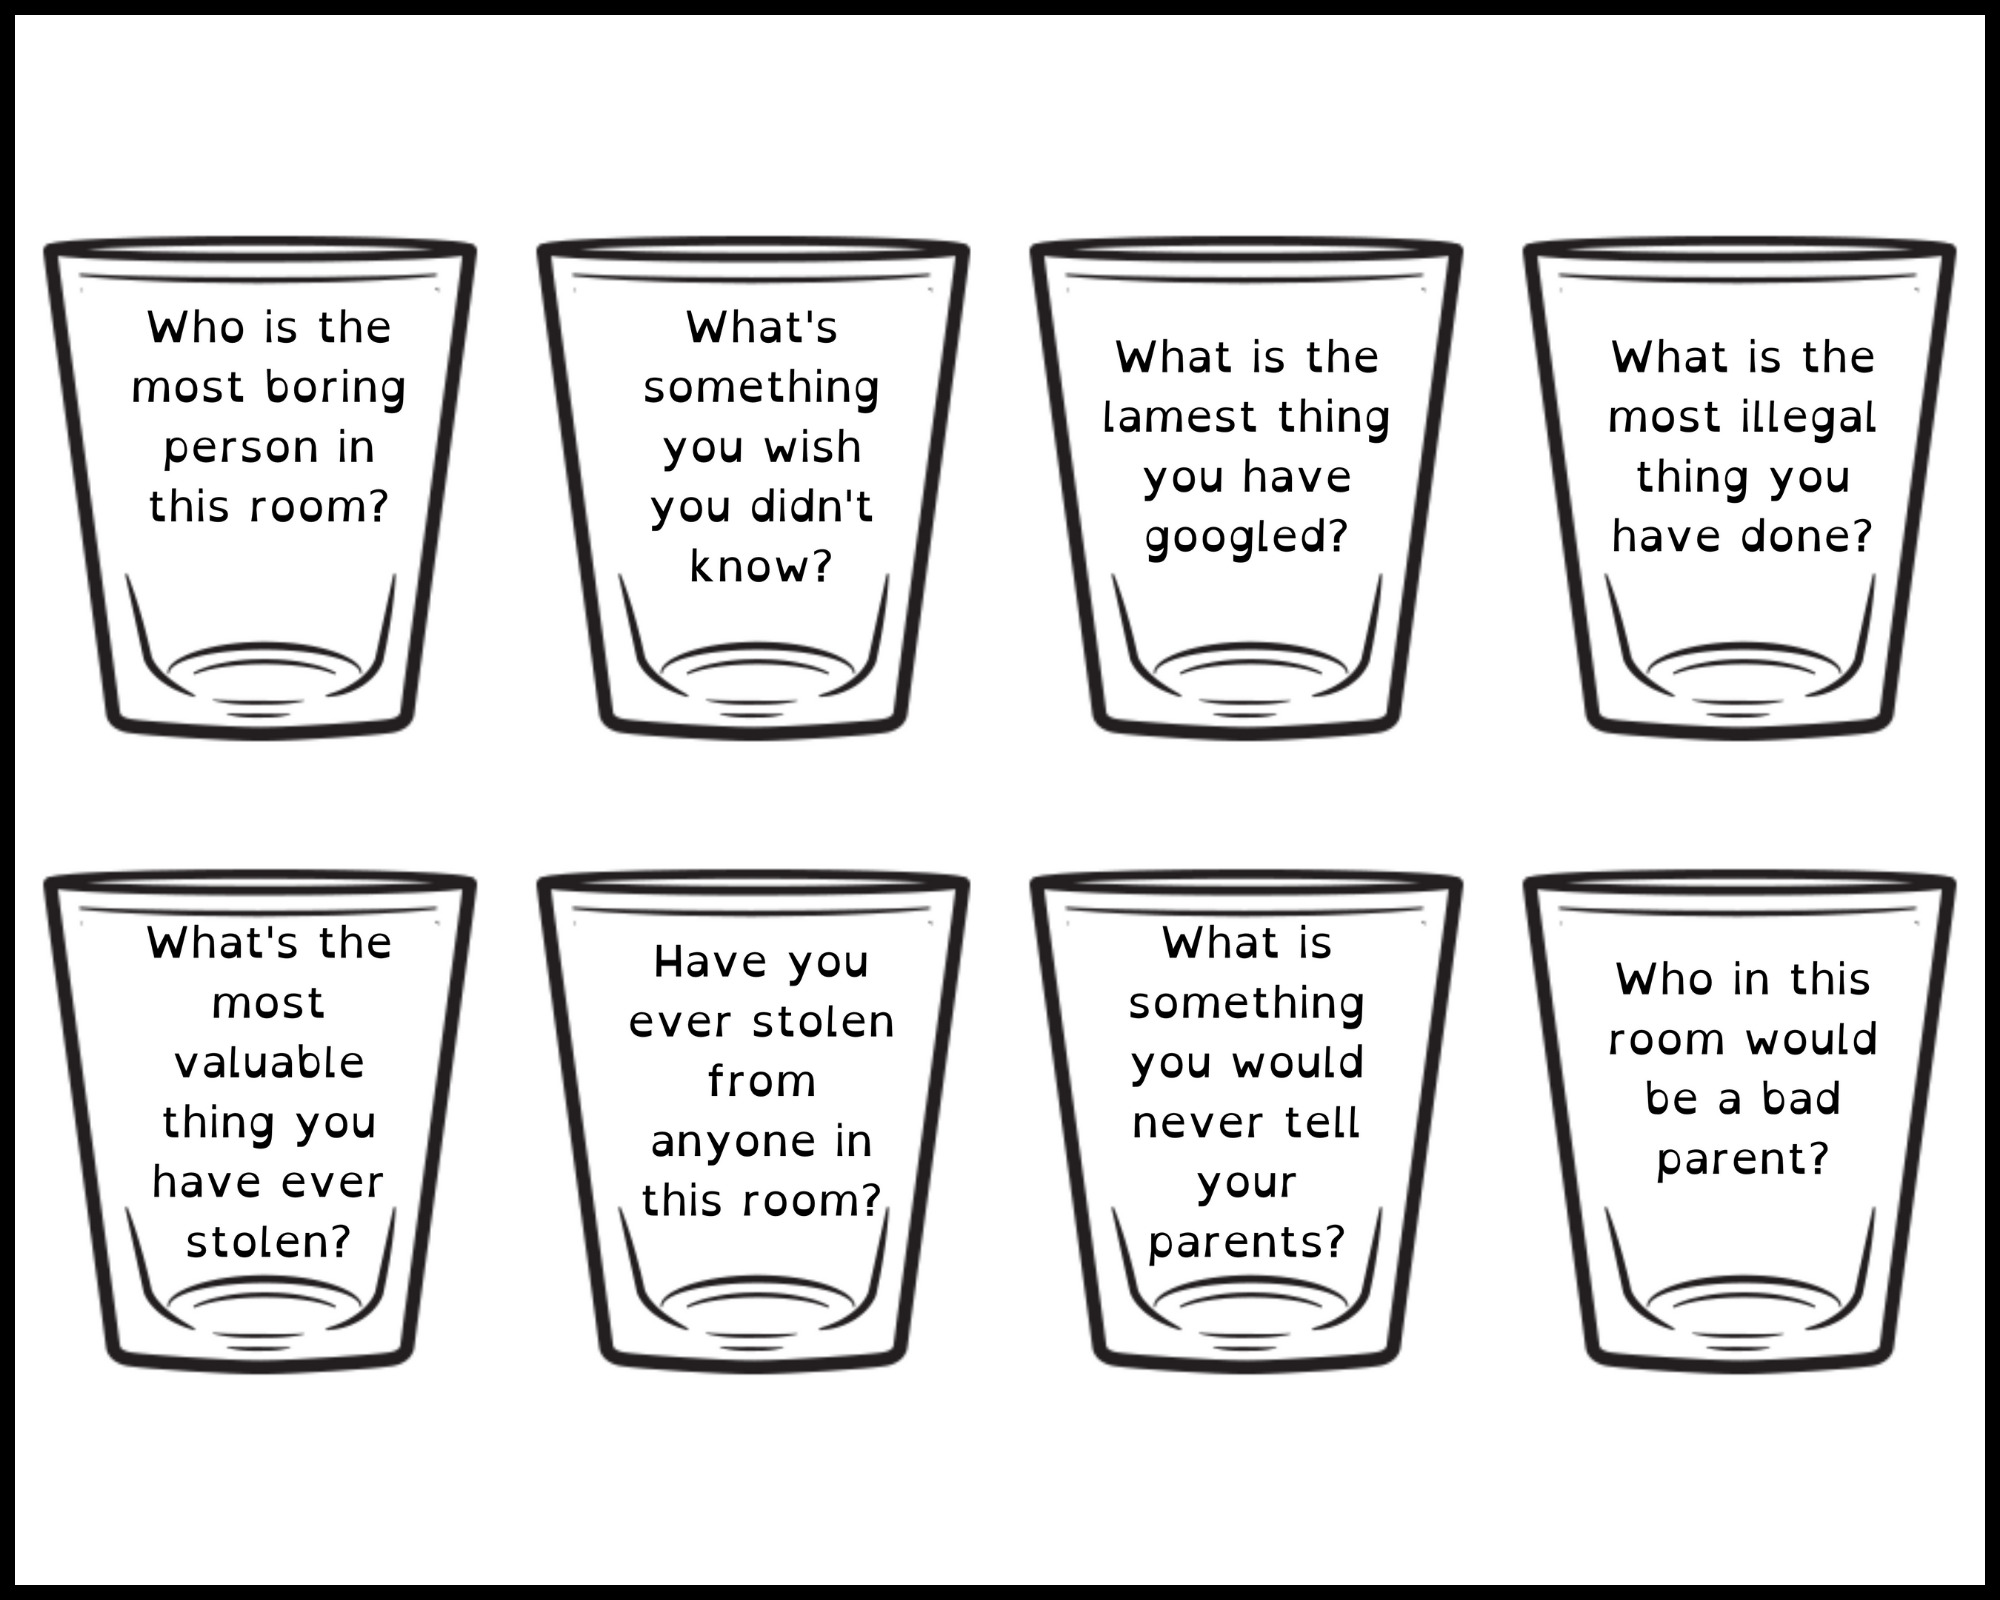 Who is the
most boring
person in
this room?
What's
something
you wish
you didn't
know?
What is the
lamest thing
you have
googled?
What is the
most illegal
thing you
have done?
What's the
most
valuable
thing you
have ever
stolen?
Have you
ever stolen
from
anyone in
this room?
What is
something
you would
never tell
your
parents?
Who in this
room would
be a bad
parent?